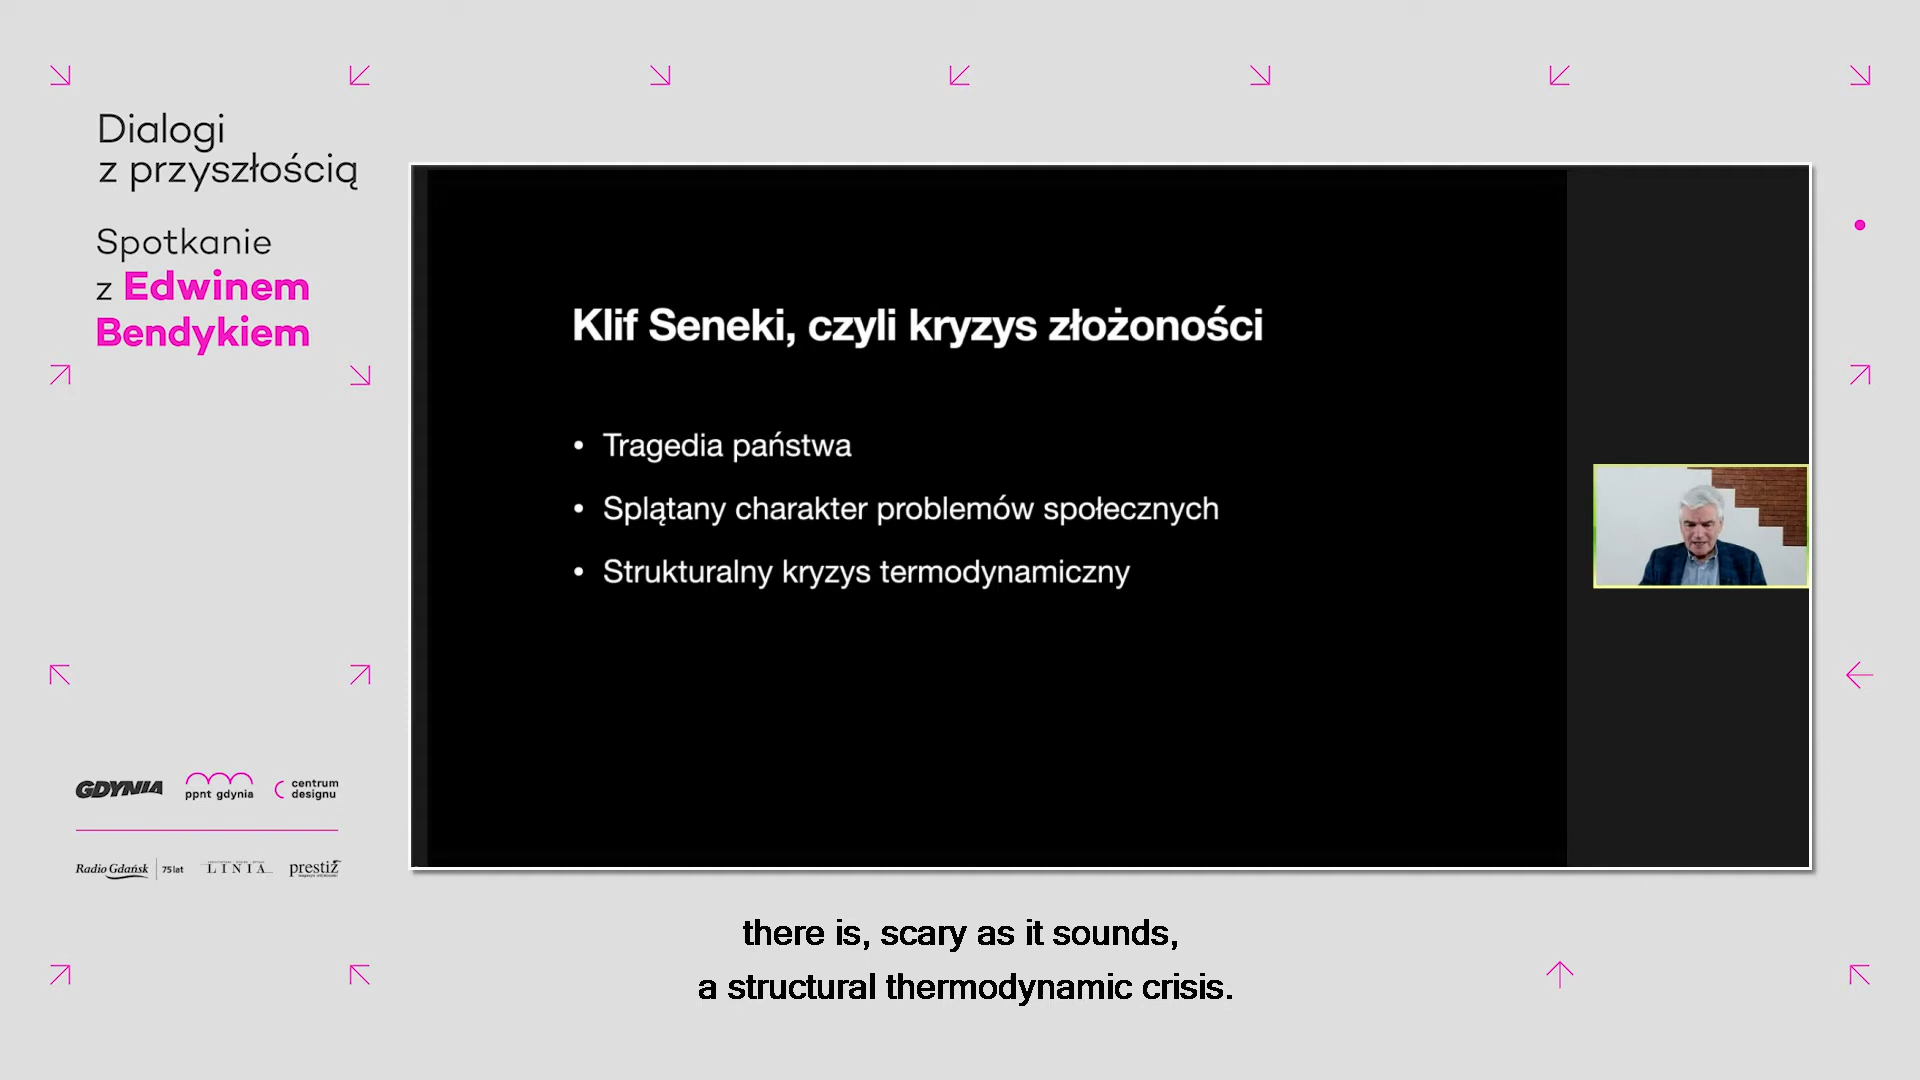 Dialogi
z przyszłością
Spotkanie
z Edwinem
Bendykiem
Klif Seneki, czyli kryzys złożoności
• Tragedia państwa
• Splątany charakter problemów społecznych
• Strukturalny kryzys termodynamiczny
GDYNIA
ppnt gdynia
centrum
designu
Radio Gdańsk
75 lat
LINIA
prestiż
there is, scary as it sounds,
a structural thermodynamic crisis.